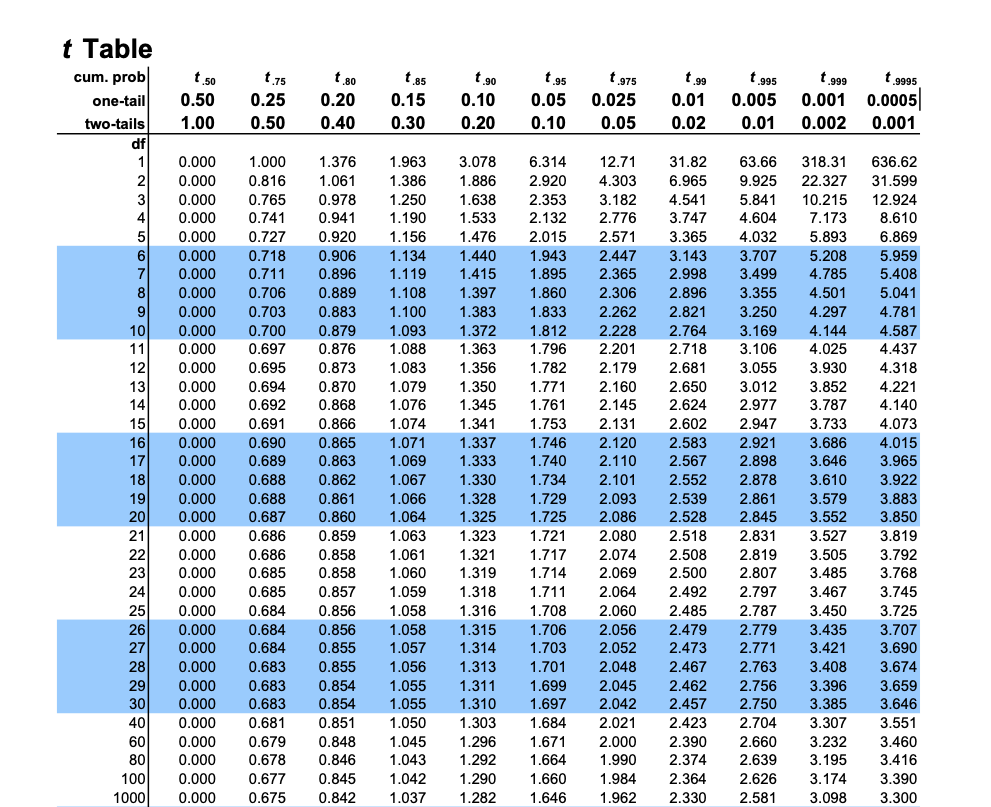 t Table
cum. prob t.50 t.75 t.80 t.85 t.90 t.95 t.975 t.99 t.995 t.999 t.9995
one-tail 0.50 0.25 0.20 0.15 0.10 0.05 0.025 0.01 0.005 0.001 0.0005
two-tails 1.00 0.50 0.40 0.30 0.20 0.10 0.05 0.02 0.01 0.002 0.001
df
1 0.000 1.000 1.376 1.963 3.078 6.314 12.71 31.82 63.66 318.31 636.62
2 0.000 0.816 1.061 1.386 1.886 2.920 4.303 6.965 9.925 22.327 31.599
3 0.000 0.765 0.978 1.250 1.638 2.353 3.182 4.541 5.841 10.215 12.924
4 0.000 0.741 0.941 1.190 1.533 2.132 2.776 3.747 4.604 7.173 8.610
5 0.000 0.727 0.920 1.156 1.476 2.015 2.571 3.365 4.032 5.893 6.869
6 0.000 0.718 0.906 1.134 1.440 1.943 2.447 3.143 3.707 5.208 5.959
7 0.000 0.711 0.896 1.119 1.415 1.895 2.365 2.998 3.499 4.785 5.408
8 0.000 0.706 0.889 1.108 1.397 1.860 2.306 2.896 3.355 4.501 5.041
9 0.000 0.703 0.883 1.100 1.383 1.833 2.262 2.821 3.250 4.297 4.781
10 0.000 0.700 0.879 1.093 1.372 1.812 2.228 2.764 3.169 4.144 4.587
11 0.000 0.697 0.876 1.088 1.363 1.796 2.201 2.718 3.106 4.025 4.437
12 0.000 0.695 0.873 1.083 1.356 1.782 2.179 2.681 3.055 3.930 4.318
13 0.000 0.694 0.870 1.079 1.350 1.771 2.160 2.650 3.012 3.852 4.221
14 0.000 0.692 0.868 1.076 1.345 1.761 2.145 2.624 2.977 3.787 4.140
15 0.000 0.691 0.866 1.074 1.341 1.753 2.131 2.602 2.947 3.733 4.073
16 0.000 0.690 0.865 1.071 1.337 1.746 2.120 2.583 2.921 3.686 4.015
17 0.000 0.689 0.863 1.069 1.333 1.740 2.110 2.567 2.898 3.646 3.965
18 0.000 0.688 0.862 1.067 1.330 1.734 2.101 2.552 2.878 3.610 3.922
19 0.000 0.688 0.861 1.066 1.328 1.729 2.093 2.539 2.861 3.579 3.883
20 0.000 0.687 0.860 1.064 1.325 1.725 2.086 2.528 2.845 3.552 3.850
21 0.000 0.686 0.859 1.063 1.323 1.721 2.080 2.518 2.831 3.527 3.819
22 0.000 0.686 0.858 1.061 1.321 1.717 2.074 2.508 2.819 3.505 3.792
23 0.000 0.685 0.858 1.060 1.319 1.714 2.069 2.500 2.807 3.485 3.768
24 0.000 0.685 0.857 1.059 1.318 1.711 2.064 2.492 2.797 3.467 3.745
25 0.000 0.684 0.856 1.058 1.316 1.708 2.060 2.485 2.787 3.450 3.725
26 0.000 0.684 0.856 1.058 1.315 1.706 2.056 2.479 2.779 3.435 3.707
27 0.000 0.684 0.855 1.057 1.314 1.703 2.052 2.473 2.771 3.421 3.690
28 0.000 0.683 0.855 1.056 1.313 1.701 2.048 2.467 2.763 3.408 3.674
29 0.000 0.683 0.854 1.055 1.311 1.699 2.045 2.462 2.756 3.396 3.659
30 0.000 0.683 0.854 1.055 1.310 1.697 2.042 2.457 2.750 3.385 3.646
40 0.000 0.681 0.851 1.050 1.303 1.684 2.021 2.423 2.704 3.307 3.551
60 0.000 0.679 0.848 1.045 1.296 1.671 2.000 2.390 2.660 3.232 3.460
80 0.000 0.678 0.846 1.043 1.292 1.664 1.990 2.374 2.639 3.195 3.416
100 0.000 0.677 0.845 1.042 1.290 1.660 1.984 2.364 2.626 3.174 3.390
1000 0.000 0.675 0.842 1.037 1.282 1.646 1.962 2.330 2.581 3.098 3.300